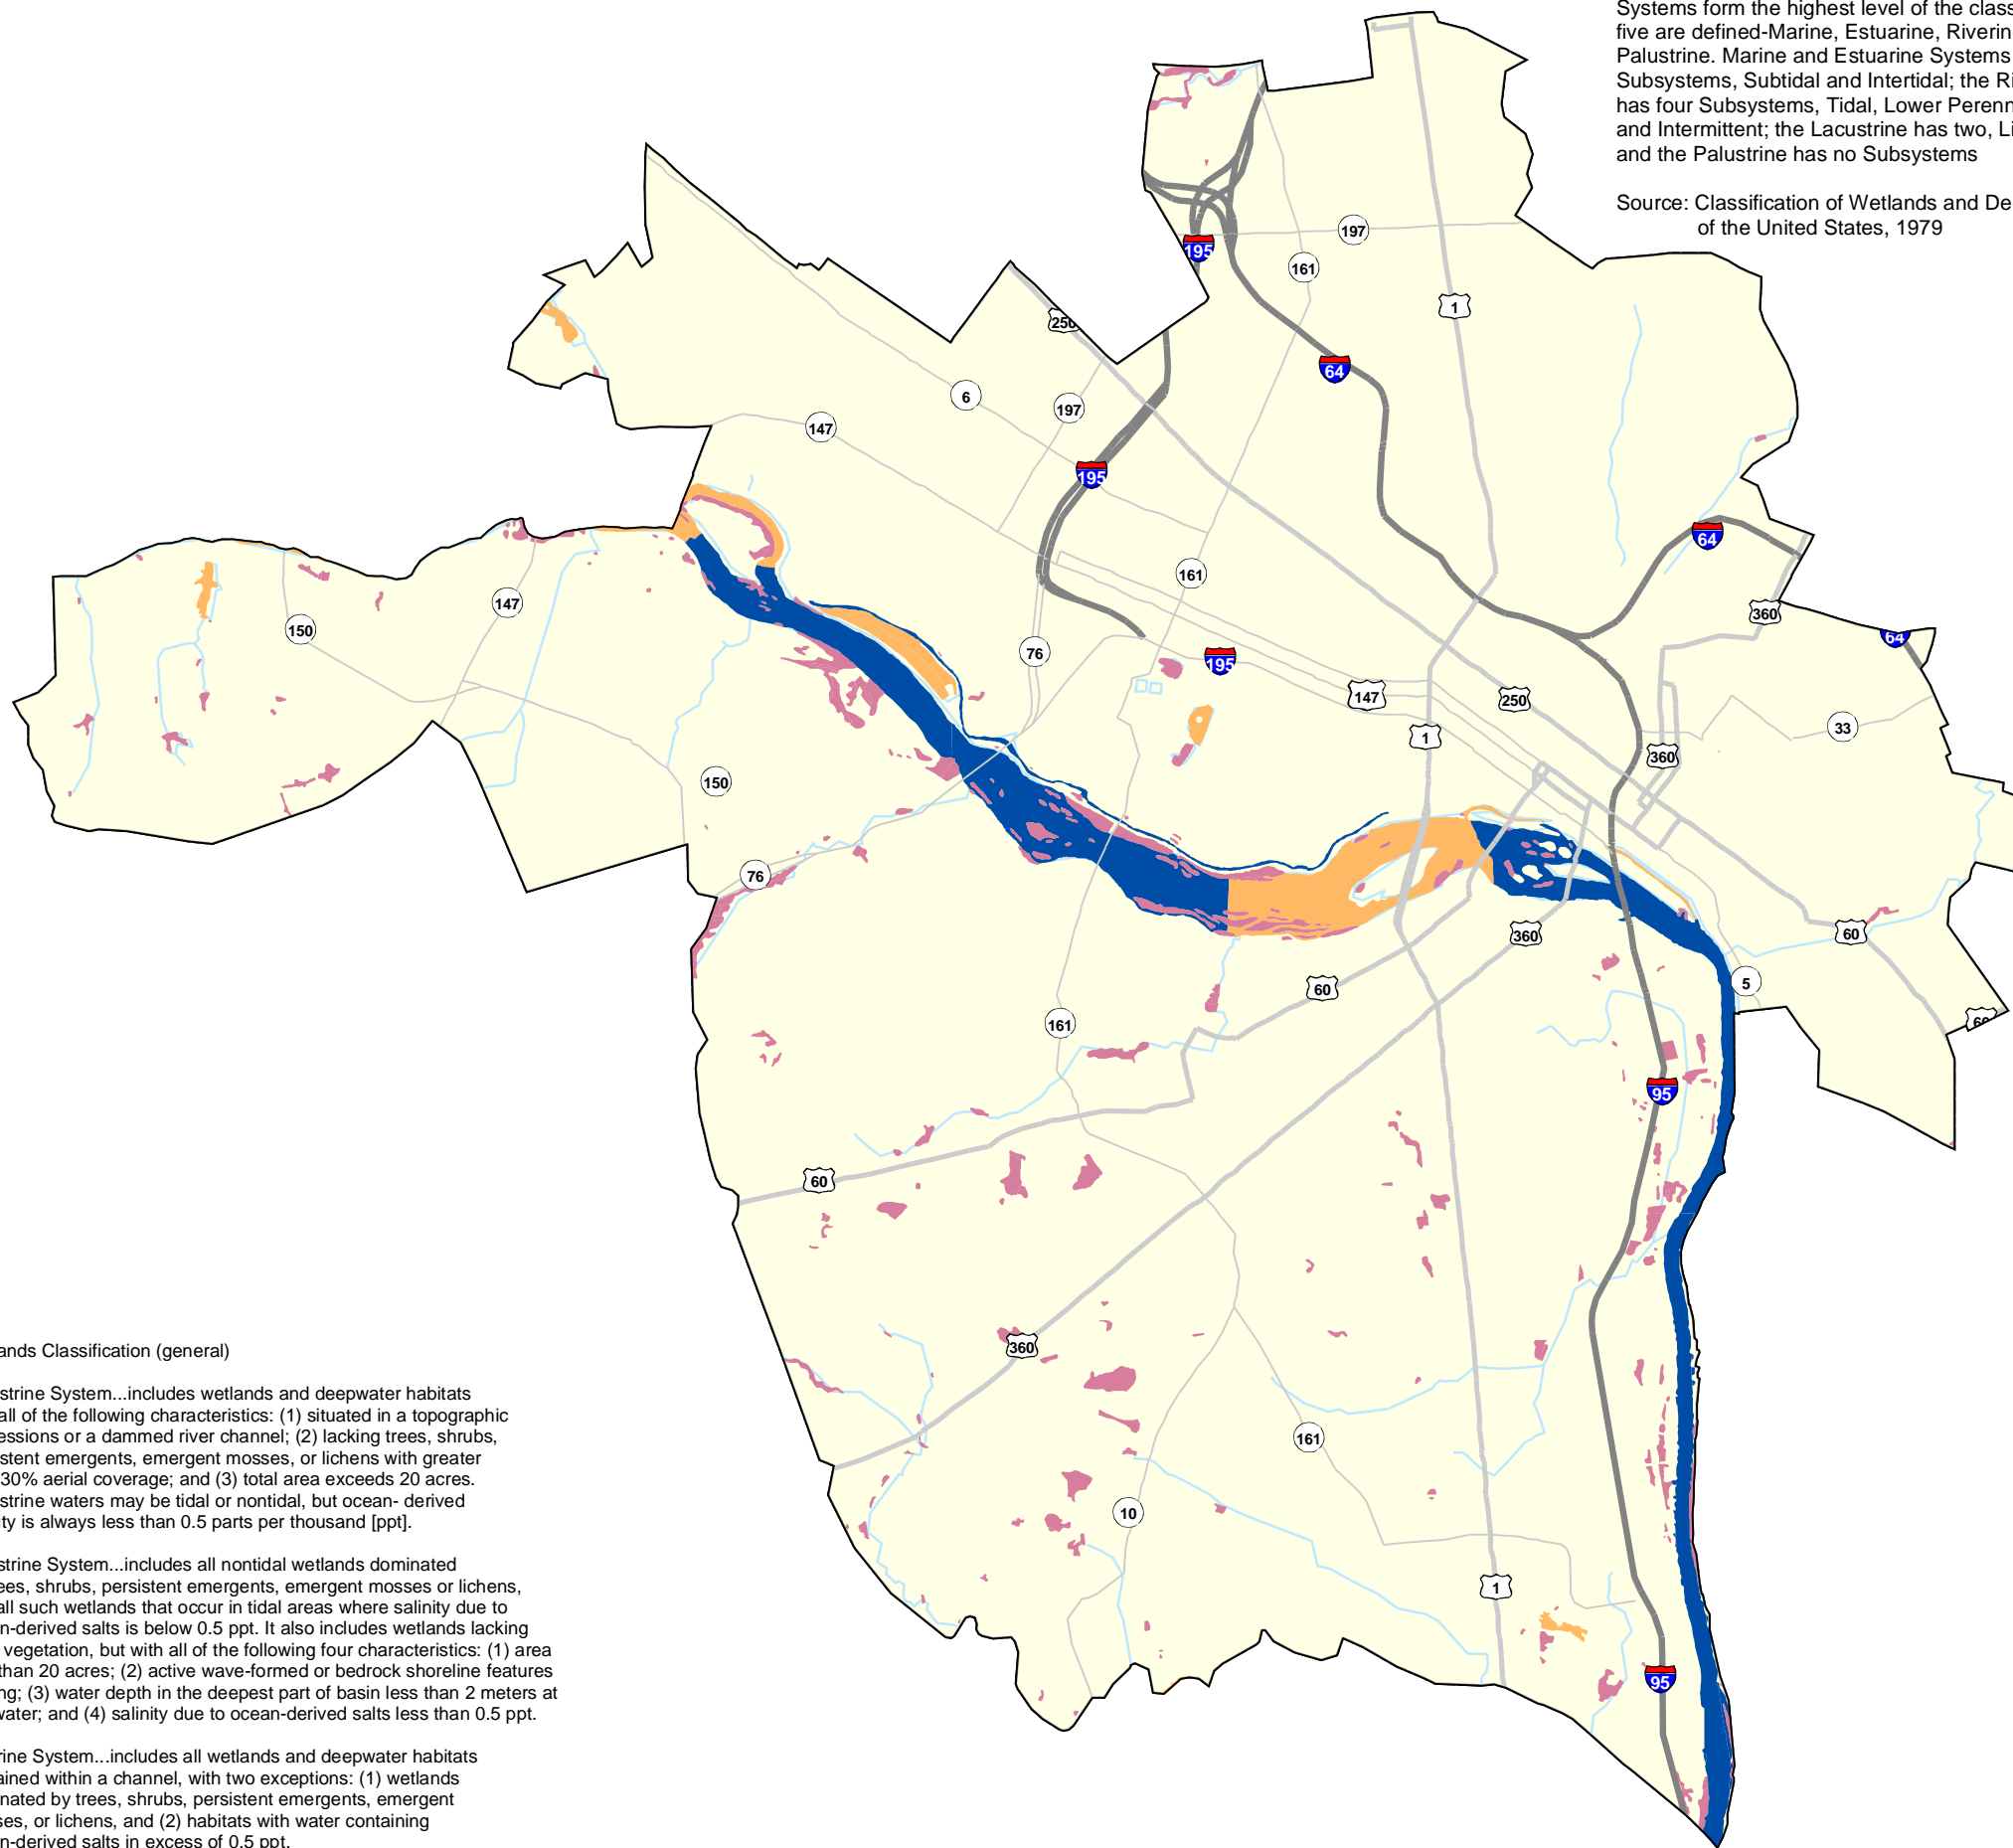 Systems form the highest level of the class
five are defined-Marine, Estuarine, Riverin
Palustrine. Marine and Estuarine Systems
Subsystems, Subtidal and Intertidal; the Ri
has four Subsystems, Tidal, Lower Perenn
and Intermittent; the Lacustrine has two, Li
and the Palustrine has no Subsystems
Source: Classification of Wetlands and De
of the United States, 1979
197
195
161
1
250
64
6
197
147
195
64
161
360
147
150
64
76
195
147
250
33
1
360
150
76
60
360
5
60
161
60
95
60
360
161
10
1
95
ands Classification (general)
strine System...includes wetlands and deepwater habitats
all of the following characteristics: (1) situated in a topographic
essions or a dammed river channel; (2) lacking trees, shrubs,
stent emergents, emergent mosses, or lichens with greater
30% aerial coverage; and (3) total area exceeds 20 acres.
strine waters may be tidal or nontidal, but ocean- derived
ity is always less than 0.5 parts per thousand [ppt].
strine System...includes all nontidal wetlands dominated
rees, shrubs, persistent emergents, emergent mosses or lichens,
all such wetlands that occur in tidal areas where salinity due to
n-derived salts is below 0.5 ppt. It also includes wetlands lacking
vegetation, but with all of the following four characteristics: (1) area
than 20 acres; (2) active wave-formed or bedrock shoreline features
ng; (3) water depth in the deepest part of basin less than 2 meters at
water; and (4) salinity due to ocean-derived salts less than 0.5 ppt.
rine System...includes all wetlands and deepwater habitats
ained within a channel, with two exceptions: (1) wetlands
inated by trees, shrubs, persistent emergents, emergent
ses, or lichens, and (2) habitats with water containing
n-derived salts in excess of 0.5 ppt.